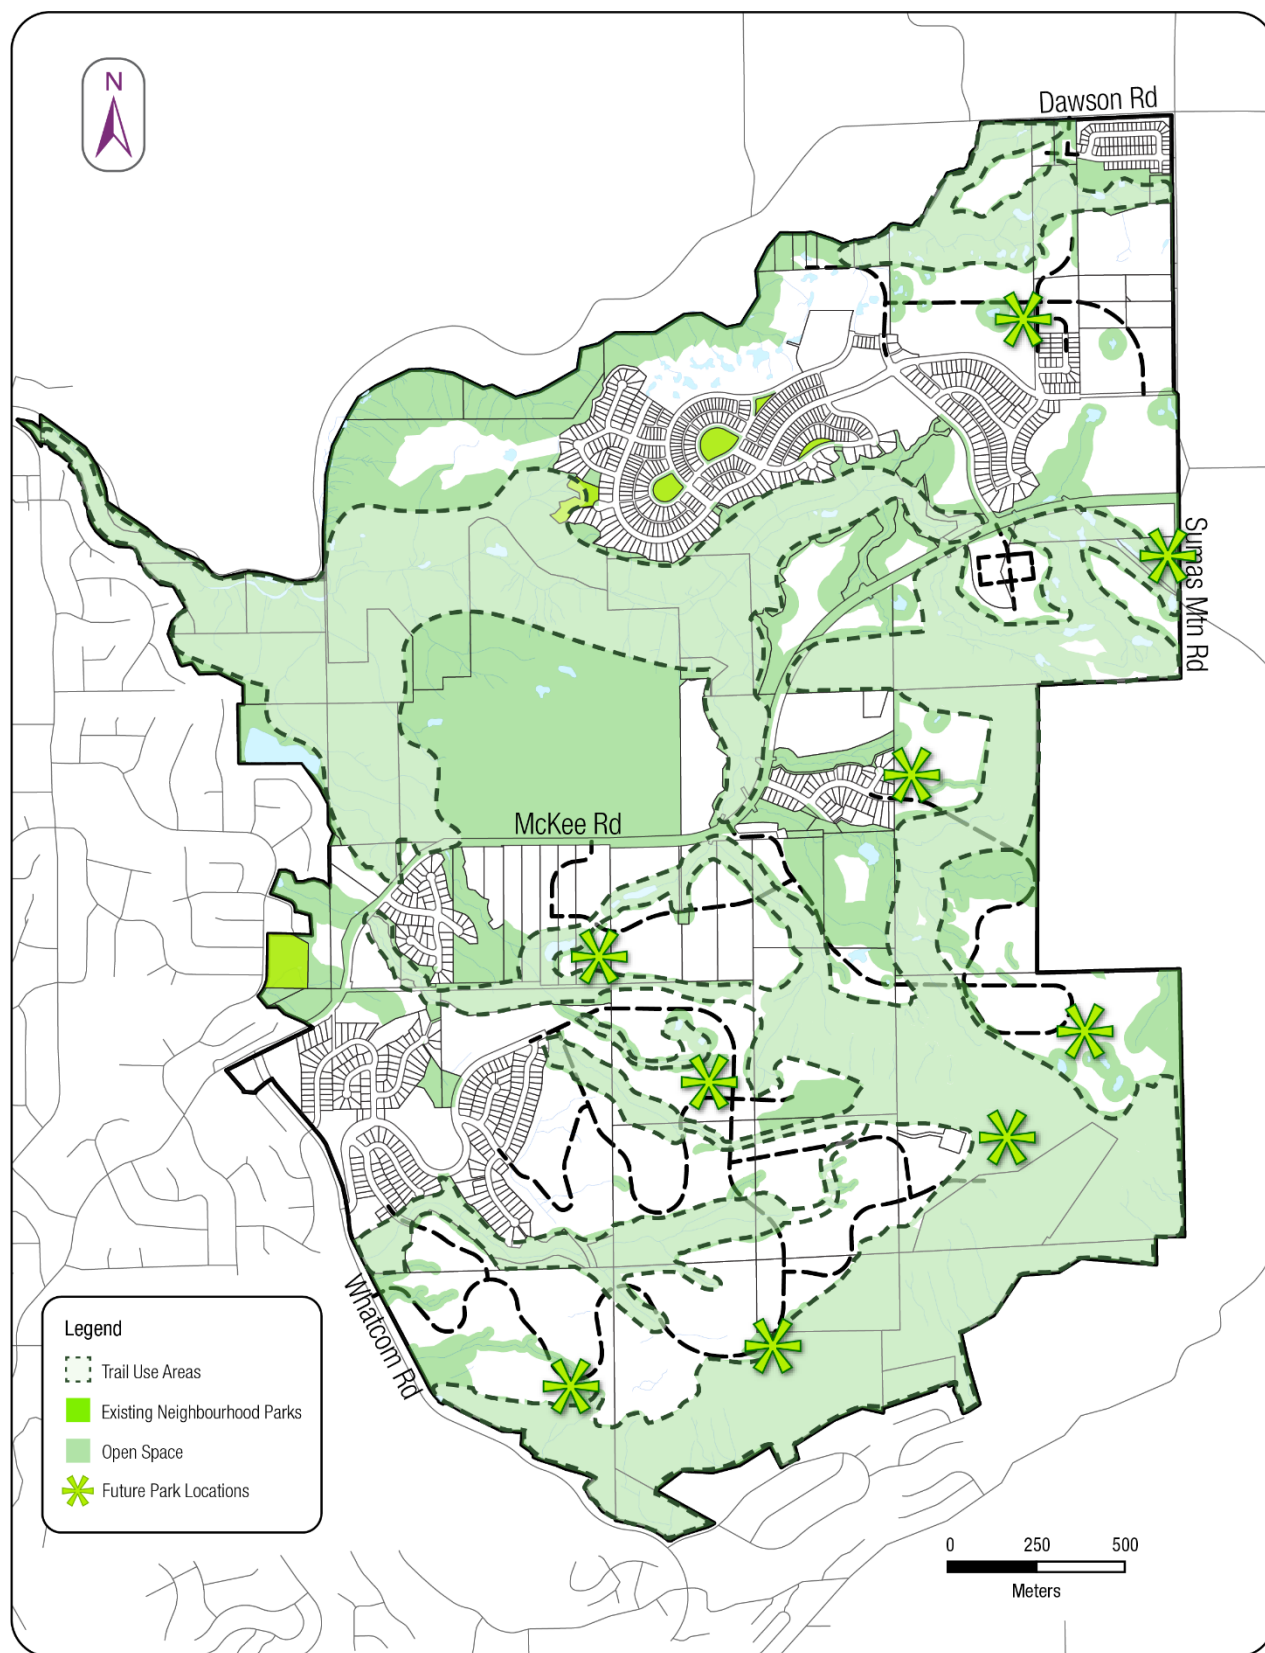 N
Dawson Rd
Sumas Mtn Rd
McKee Rd
Whatcom Rd
Legend
Trail Use Areas
Existing Neighbourhood Parks
Open Space
Future Park Locations
0 250 500
Meters